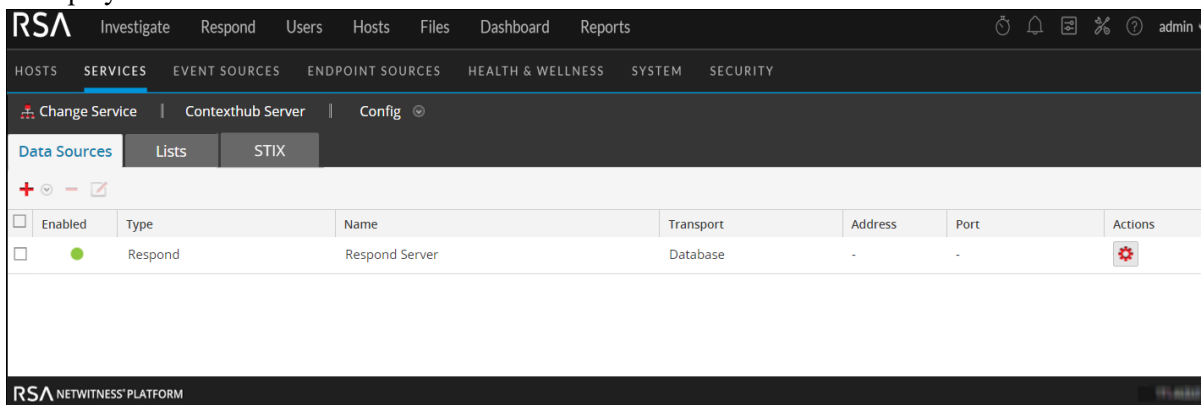 RSA Investigate Respond Users Hosts Files Dashboard Reports admin
HOSTS SERVICES EVENT SOURCES ENDPOINT SOURCES HEALTH & WELLNESS SYSTEM SECURITY
Change Service | Contexthub Server | Config
Data Sources Lists STIX
Enabled Type Name Transport Address Port Actions
Respond Respond Server Database - -
RSA NETWITNESS® PLATFORM